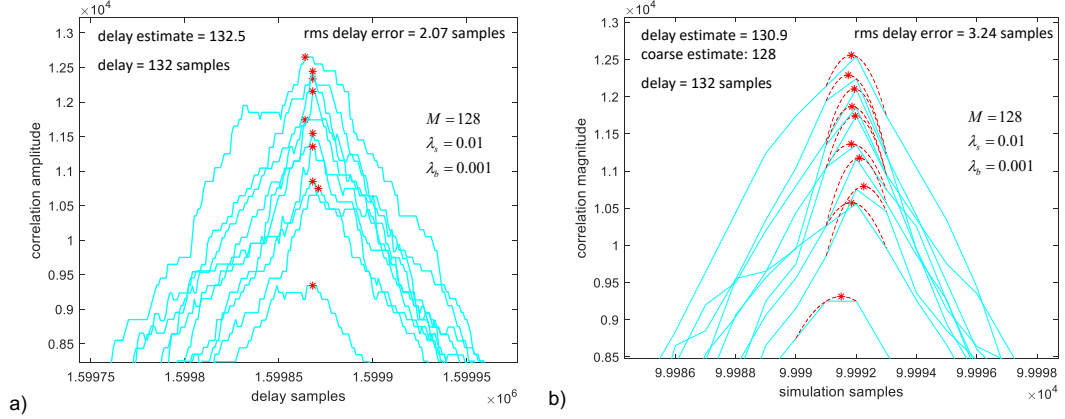 ×10⁴
delay estimate = 132.5
rms delay error = 2.07 samples
delay = 132 samples
M = 128
λs = 0.01
λb = 0.001
correlation amplitude
1.3
1.25
1.2
1.15
1.1
1.05
1
0.95
0.9
0.85
1.59975 1.5998 1.59985 1.5999 1.59995
delay samples
×10⁶
a)
×10⁴
delay estimate = 130.9
rms delay error = 3.24 samples
coarse estimate: 128
delay = 132 samples
M = 128
λs = 0.01
λb = 0.001
correlation magnitude
1.3
1.25
1.2
1.15
1.1
1.05
1
0.95
0.9
0.85
9.9986 9.9988 9.999 9.9992 9.9994 9.9996 9.9998
simulation samples
×10⁴
b)